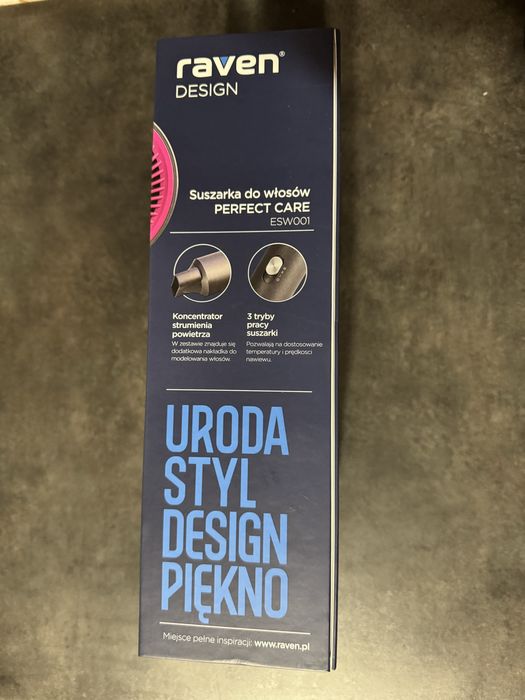 raven®
DESIGN
Suszarka do włosów
PERFECT CARE
ESW001
Koncentrator
strumienia
powietrza
W zestawie znajduje się
dodatkowa nakładka do
modelowania włosów.
3 tryby
pracy
suszarki
Pozwalają na dostosowanie
temperatury i prędkości
nawiewu.
URODA
STYL
DESIGN
PIĘKNO
Miejsce pełne inspiracji: www.raven.pl